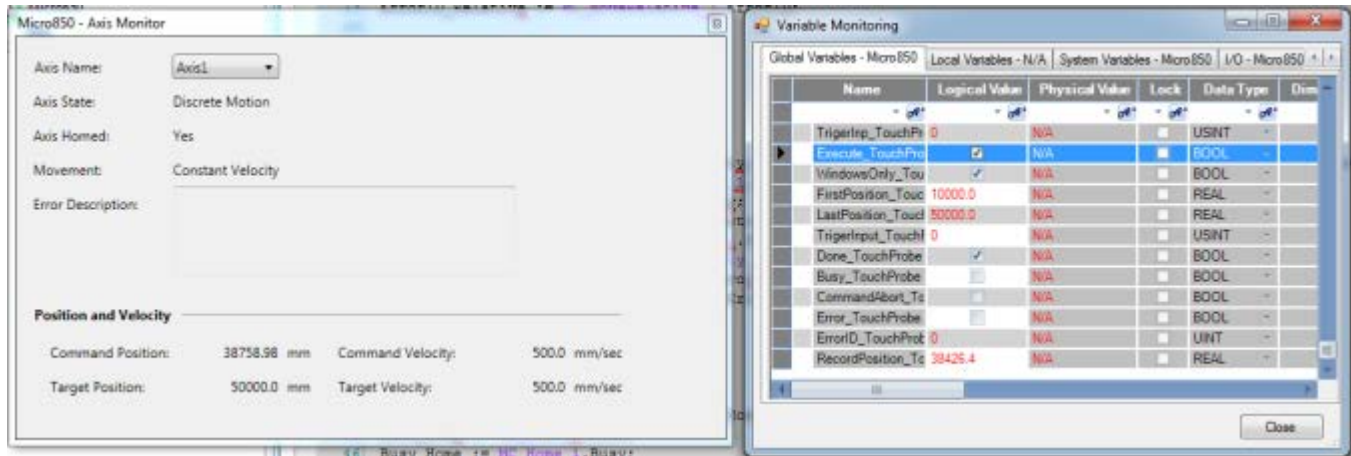 Micro850 - Axis Monitor
Axis Name: Axis1
Axis State: Discrete Motion
Axis Homed: Yes
Movement: Constant Velocity
Error Description:
Position and Velocity
Command Position: 38758.98 mm Command Velocity: 500.0 mm/sec
Target Position: 50000.0 mm Target Velocity: 500.0 mm/sec
Variable Monitoring
Global Variables - Micro850 Local Variables - N/A System Variables - Micro850 I/O - Micro850
Name Logical Value Physical Value Lock Data Type Dim
TrigerInp_TouchPr 0 N/A USINT
Execute_TouchPro N/A BOOL
WindowsOnly_Tou N/A BOOL
FirstPosition_Touc 10000.0 N/A REAL
LastPosition_Touch 50000.0 N/A REAL
TrigerInput_Touch 0 N/A USINT
Done_TouchProbe N/A BOOL
Busy_TouchProbe N/A BOOL
CommandAbort_To N/A BOOL
Error_TouchProbe N/A BOOL
ErrorID_TouchProb 0 N/A UINT
RecordPosition_To 38426.4 N/A REAL
Close
Busy_Home := MC_Home_1.Busy;